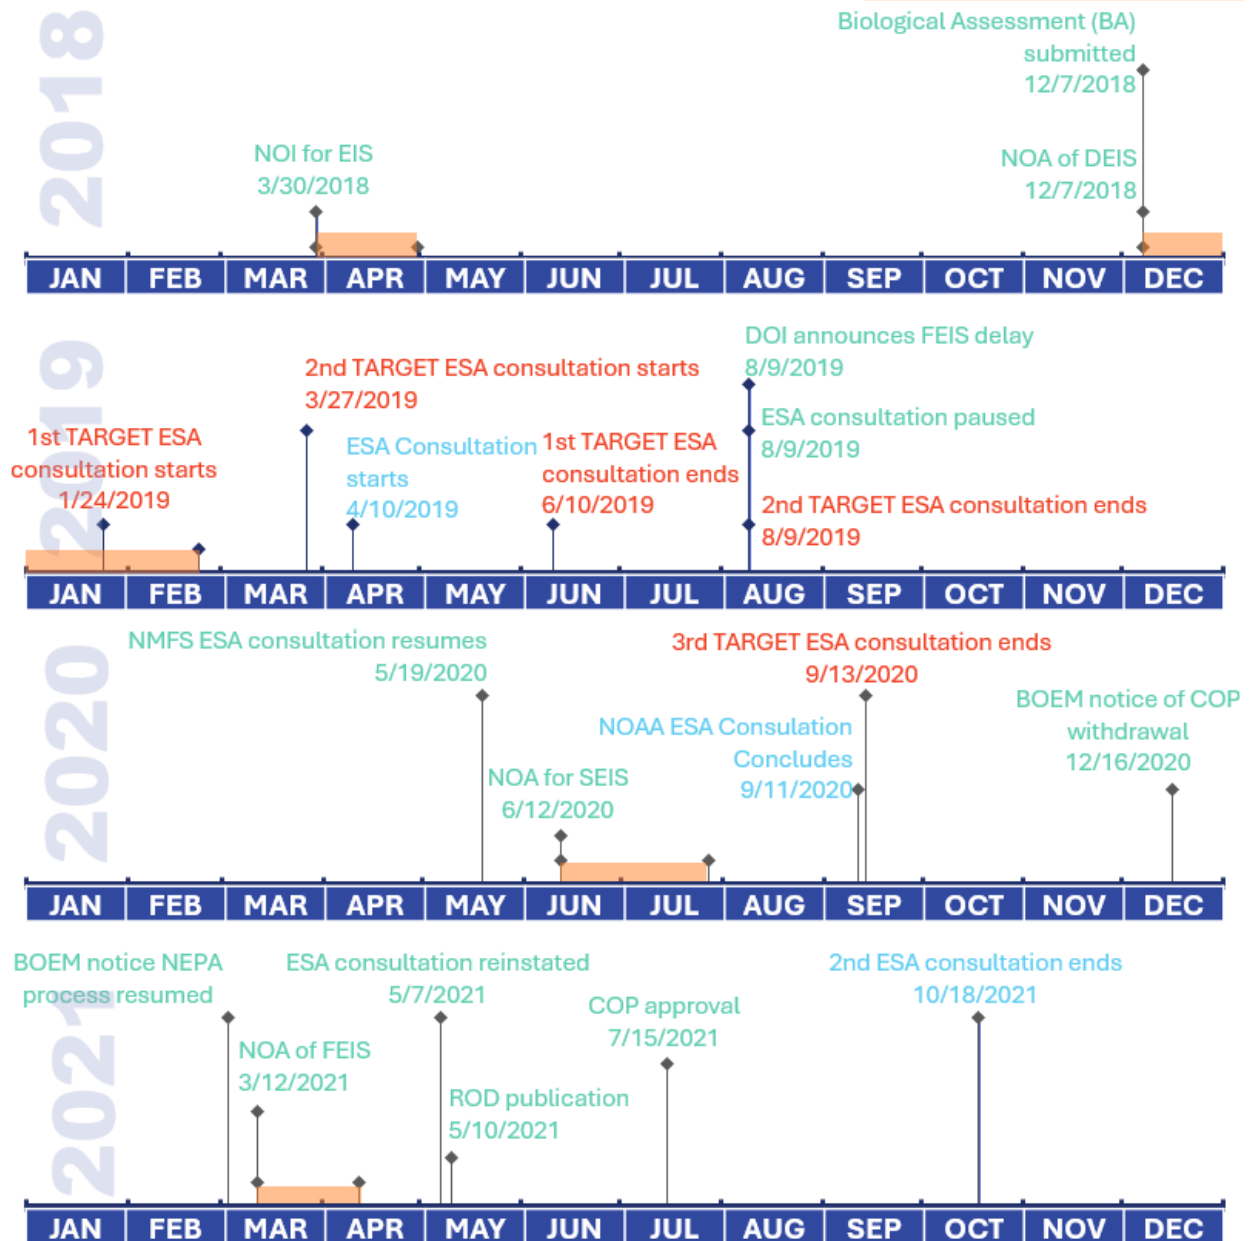 2018
Biological Assessment (BA)
submitted
12/7/2018
NOI for EIS
3/30/2018
NOA of DEIS
12/7/2018
JAN FEB MAR APR MAY JUN JUL AUG SEP OCT NOV DEC
2019
DOI announces FEIS delay
8/9/2019
2nd TARGET ESA consultation starts
3/27/2019
ESA consultation paused
8/9/2019
1st TARGET ESA
consultation starts
1/24/2019
ESA Consultation
starts
4/10/2019
1st TARGET ESA
consultation ends
6/10/2019
2nd TARGET ESA consultation ends
8/9/2019
JAN FEB MAR APR MAY JUN JUL AUG SEP OCT NOV DEC
2020
NMFS ESA consultation resumes
5/19/2020
3rd TARGET ESA consultation ends
9/13/2020
BOEM notice of COP
withdrawal
12/16/2020
NOAA ESA Consulation
Concludes
9/11/2020
NOA for SEIS
6/12/2020
JAN FEB MAR APR MAY JUN JUL AUG SEP OCT NOV DEC
2021
BOEM notice NEPA
process resumed
ESA consultation reinstated
5/7/2021
2nd ESA consultation ends
10/18/2021
COP approval
7/15/2021
NOA of FEIS
3/12/2021
ROD publication
5/10/2021
JAN FEB MAR APR MAY JUN JUL AUG SEP OCT NOV DEC